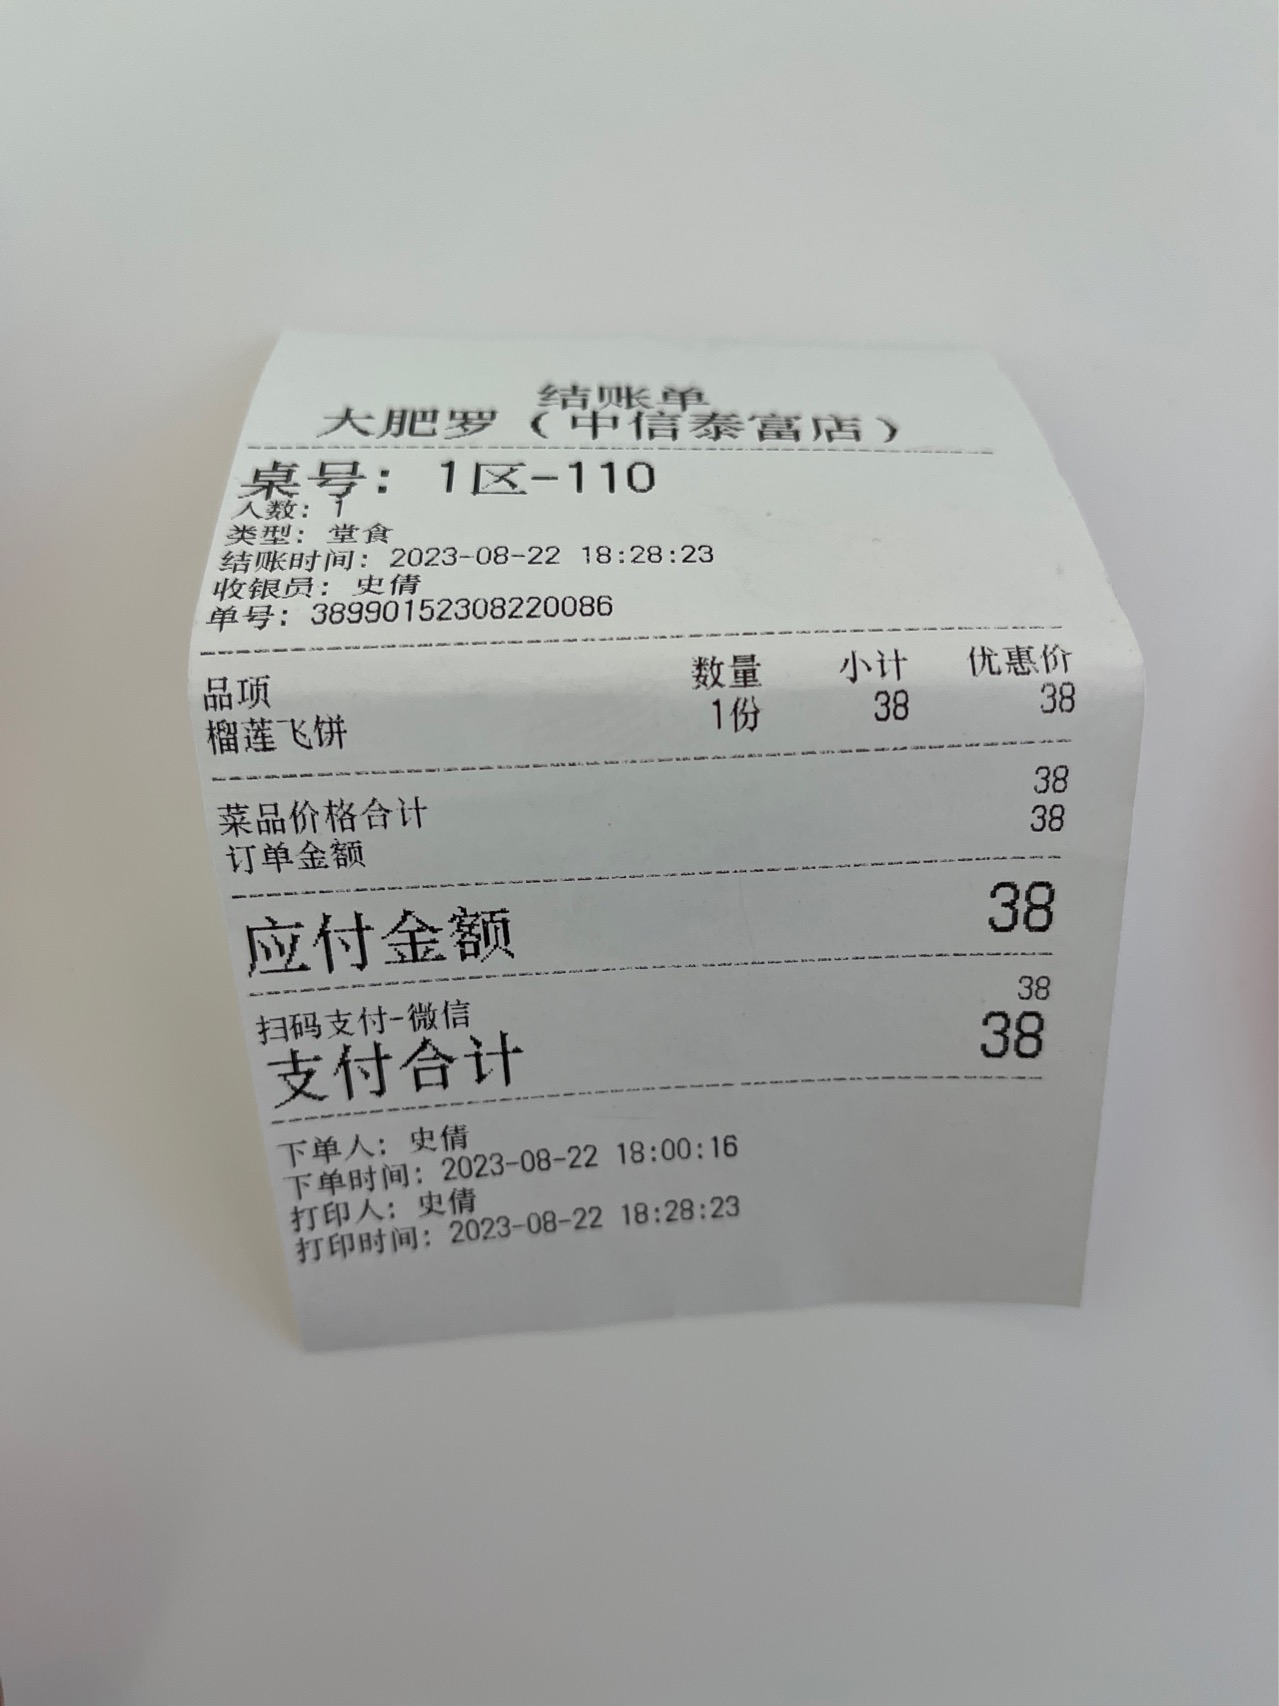 结账单
大肥罗（中信泰富店）
桌号：1区-110
人数：1
类型：堂食
结账时间：2023-08-22 18:28:23
收银员：史倩
单号：38990152308220086
品项 数量 小计 优惠价
榴莲飞饼 1份 38 38
菜品价格合计 38
订单金额 38
应付金额 38
扫码支付-微信 38
支付合计 38
下单人：史倩
下单时间：2023-08-22 18:00:16
打印人：史倩
打印时间：2023-08-22 18:28:23